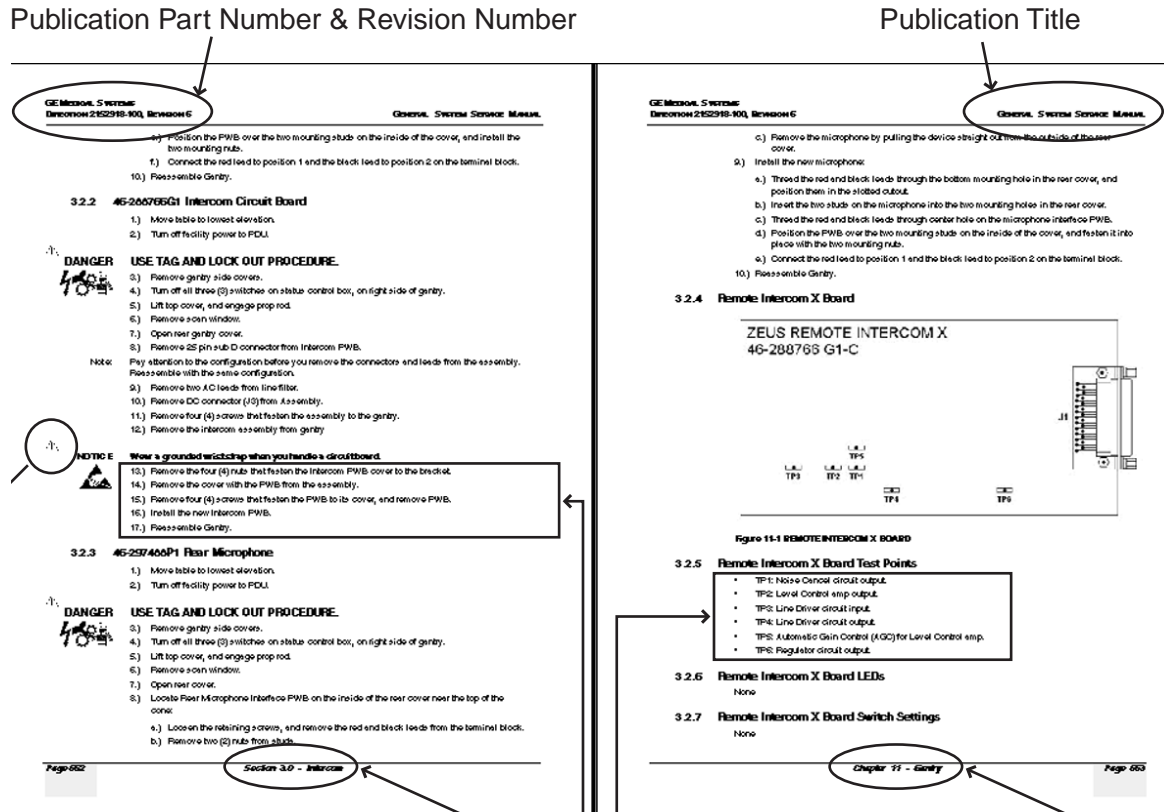 Publication Part Number & Revision Number
Publication Title
GE MEDICAL SYSTEMS
DIRECTION 2152918-100, REVISION 6
GENERAL SYSTEM SERVICE MANUAL
e.) Position the PWB over the two mounting studs on the inside of the cover, and install the
two mounting nuts.
f.) Connect the red lead to position 1 and the black lead to position 2 on the terminal block.
10.) Reassemble Gantry.
3.2.2 46-288766G1 Intercom Circuit Board
1.) Move table to lowest elevation.
2.) Turn off facility power to PDU.
DANGER USE TAG AND LOCK OUT PROCEDURE.
3.) Remove gantry side covers.
4.) Turn off all three (3) switches on status control box, on right side of gantry.
5.) Lift top cover, and engage prop rod.
6.) Remove scan window.
7.) Open rear gantry cover.
8.) Remove 25 pin sub D connector from Intercom PWB.
Note: Pay attention to the configuration before you remove the connectors and leads from the assembly.
Reassemble with the same configuration.
9.) Remove two AC leads from line filter.
10.) Remove DC connector (J3) from Assembly.
11.) Remove four (4) screws that fasten the assembly to the gantry.
12.) Remove the intercom assembly from gantry
NOTICE Wear a grounded wriststrap when you handle a circuit board.
13.) Remove the four (4) nuts that fasten the Intercom PWB cover to the bracket.
14.) Remove the cover with the PWB from the assembly.
15.) Remove four (4) screws that fasten the PWB to its cover, and remove PWB.
16.) Install the new Intercom PWB.
17.) Reassemble Gantry.
3.2.3 46-297488P1 Rear Microphone
1.) Move table to lowest elevation.
2.) Turn off facility power to PDU.
DANGER USE TAG AND LOCK OUT PROCEDURE.
3.) Remove gantry side covers.
4.) Turn off all three (3) switches on status control box, on right side of gantry.
5.) Lift top cover, and engage prop rod.
6.) Remove scan window.
7.) Open rear cover.
8.) Locate Rear Microphone Interface PWB on the inside of the rear cover near the top of the
cone:
a.) Loosen the retaining screws, and remove the red and black leads from the terminal block.
b.) Remove two (2) nuts from studs.
Page 652
Section 3.0 - Intercom
GE MEDICAL SYSTEMS
DIRECTION 2152918-100, REVISION 6
GENERAL SYSTEM SERVICE MANUAL
c.) Remove the microphone by pulling the device straight out from the outside of the rear
cover.
9.) Install the new microphone:
a.) Thread the red and black leads through the bottom mounting hole in the rear cover, and
position them in the slotted cutout.
b.) Insert the two studs on the microphone into the two mounting holes in the rear cover.
c.) Thread the red and black leads through center hole on the microphone interface PWB.
d.) Position the PWB over the two mounting studs on the inside of the cover, and fasten it into
place with the two mounting nuts.
e.) Connect the red lead to position 1 and the black lead to position 2 on the terminal block.
10.) Reassemble Gantry.
3.2.4 Remote Intercom X Board
ZEUS REMOTE INTERCOM X
46-288766 G1-C
J1
TP5
TP3 TP2 TP1
TP4 TP6
Figure 11-1 REMOTE INTERCOM X BOARD
3.2.5 Remote Intercom X Board Test Points
• TP1: Noise Cancel circuit output.
• TP2: Level Control amp output.
• TP3: Line Driver circuit input.
• TP4: Line Driver circuit output.
• TP5: Automatic Gain Control (AGC) for Level Control amp.
• TP6: Regulator circuit output.
3.2.6 Remote Intercom X Board LEDs
None
3.2.7 Remote Intercom X Board Switch Settings
None
Chapter 11 - Gantry
Page 653